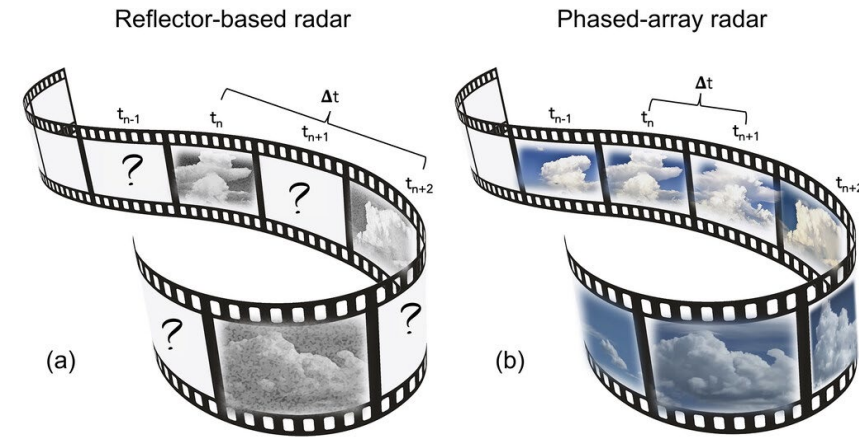 Reflector-based radar
Δt
t_{n-1}
t_n
t_{n+1}
t_{n+2}
?
?
?
?
(a)
Phased-array radar
Δt
t_{n-1}
t_n
t_{n+1}
t_{n+2}
(b)